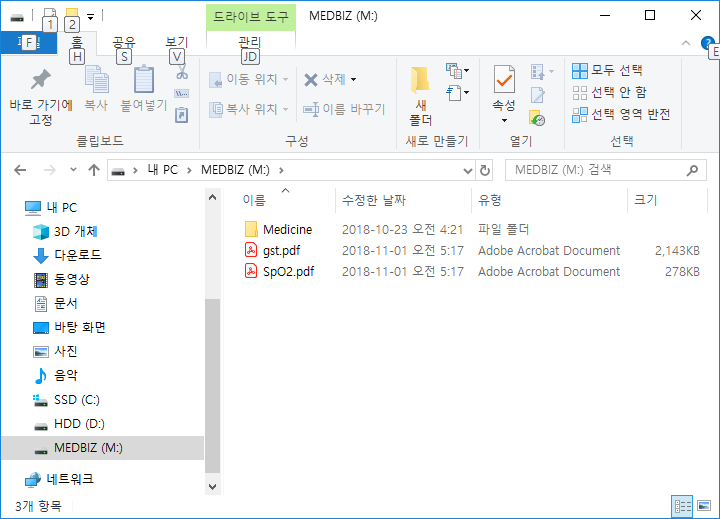 1
2
드라이브 도구
MEDBIZ (M:)
파일
F
홈
H
공유
S
보기
V
관리
JD
E
바로 가기에
고정
복사
붙여넣기
클립보드
이동 위치
복사 위치
삭제
이름 바꾸기
구성
새
폴더
새로 만들기
속성
열기
모두 선택
선택 안 함
선택 영역 반전
선택
내 PC
MEDBIZ (M:)
MEDBIZ (M:) 검색
내 PC
3D 개체
다운로드
동영상
문서
바탕 화면
사진
음악
SSD (C:)
HDD (D:)
MEDBIZ (M:)
네트워크
이름 수정한 날짜 유형 크기
Medicine 2018-10-23 오전 4:21 파일 폴더
gst.pdf 2018-11-01 오전 5:17 Adobe Acrobat Document 2,143KB
SpO2.pdf 2018-11-01 오전 5:17 Adobe Acrobat Document 278KB
3개 항목